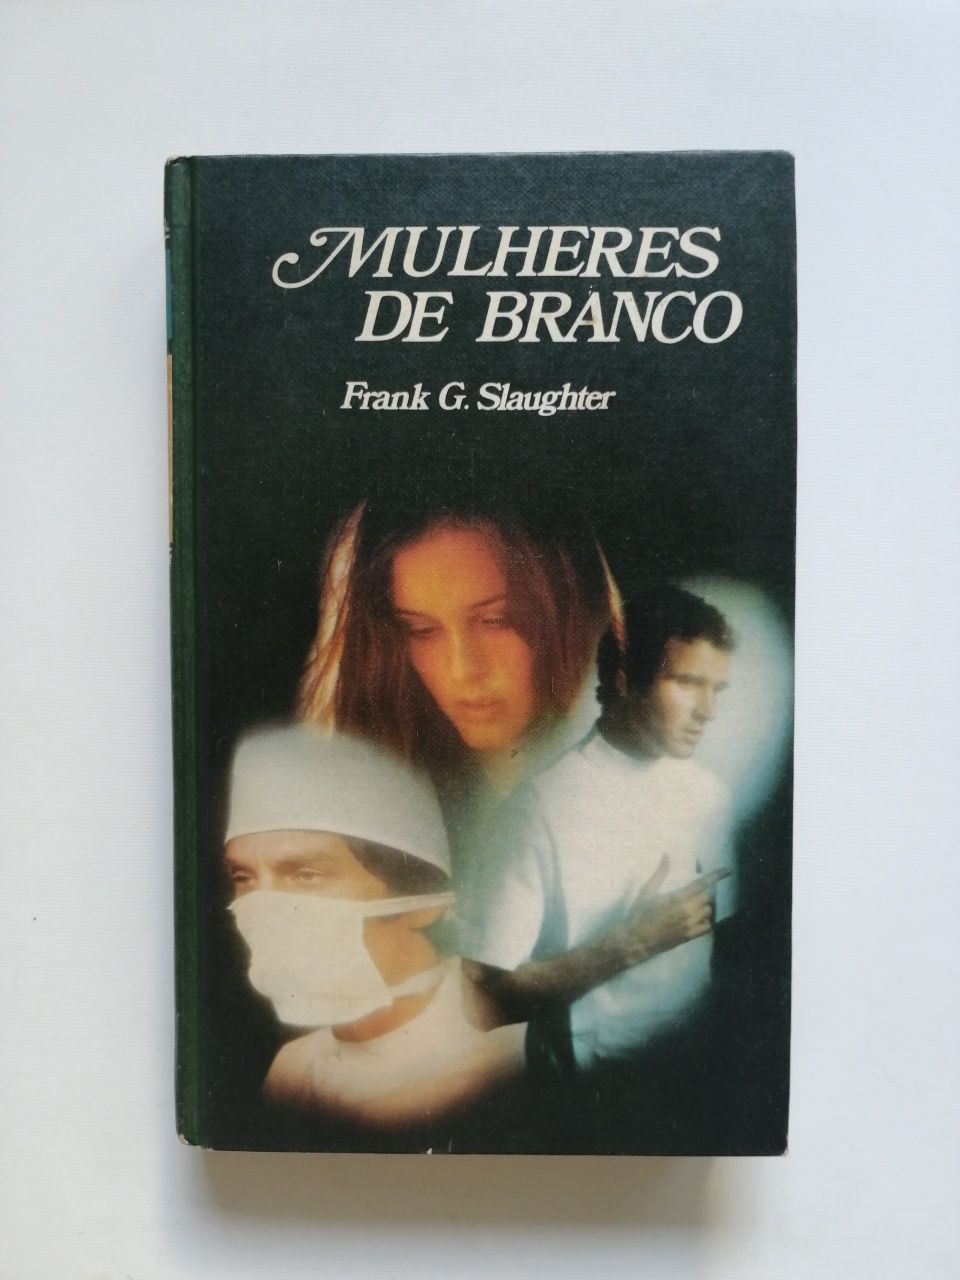 MULHERES
DE BRANCO
Frank G. Slaughter